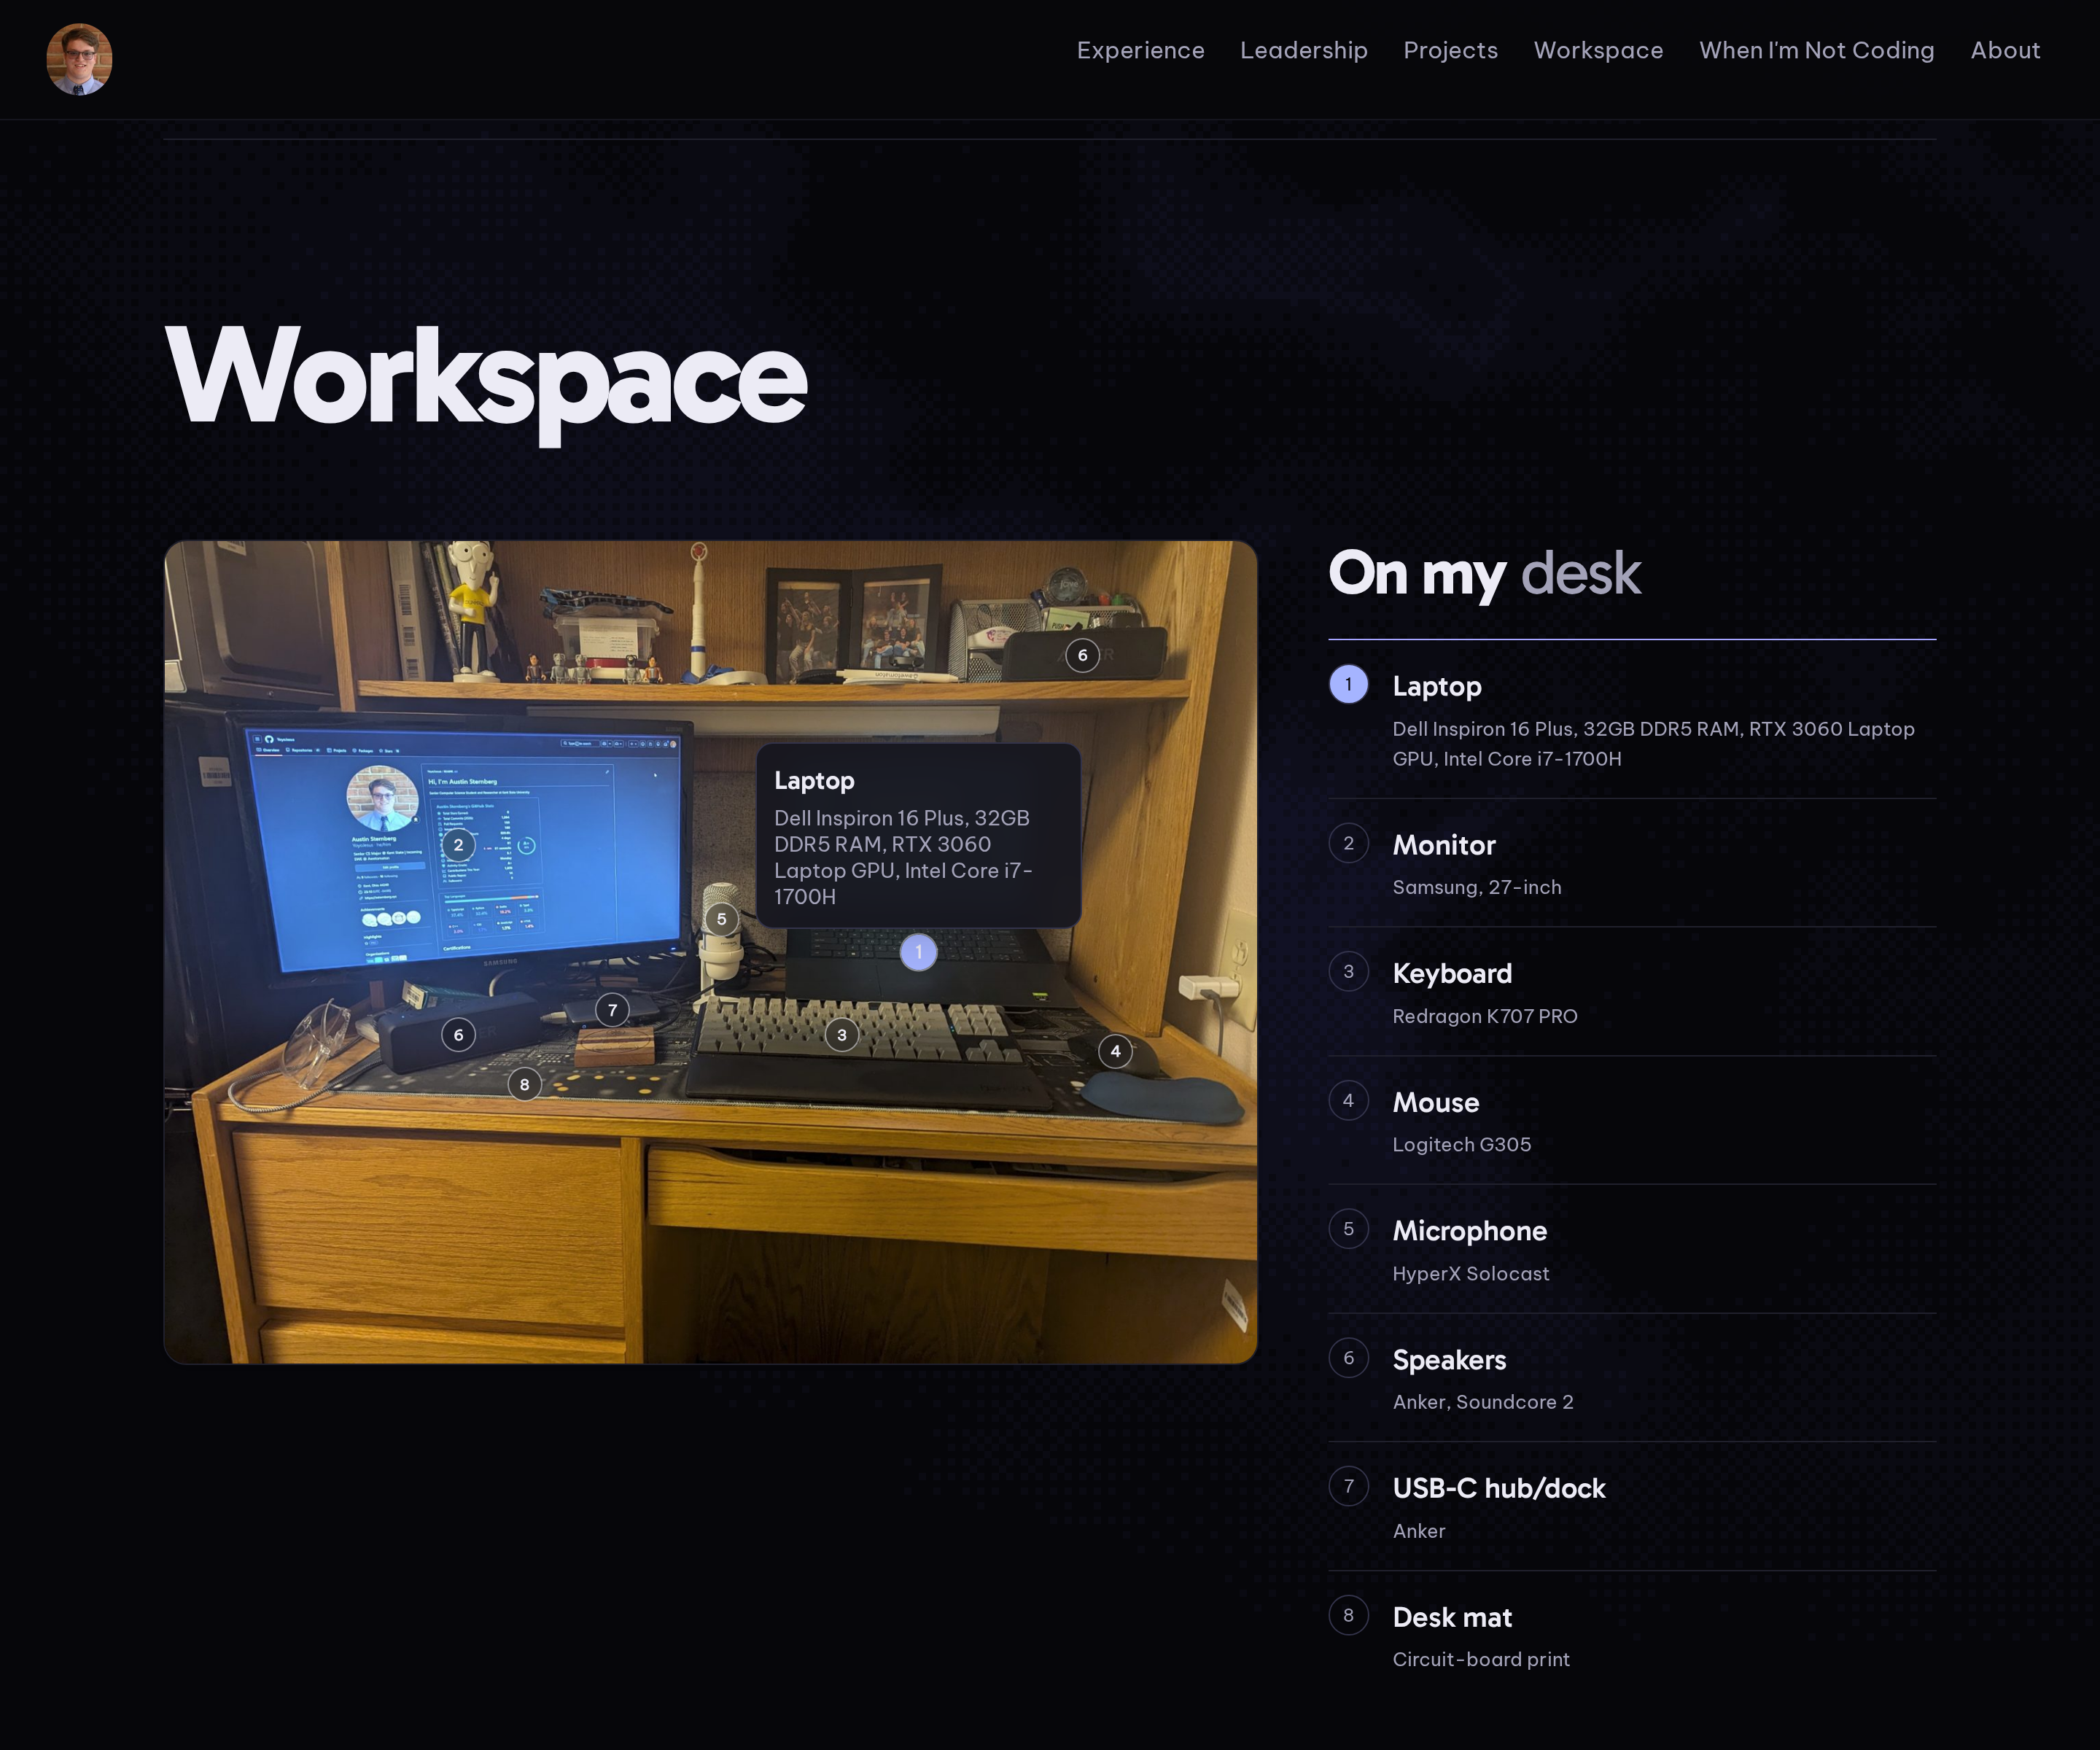 Experience Leadership Projects Workspace When I'm Not Coding About
Workspace
6
Laptop
Dell Inspiron 16 Plus, 32GB
DDR5 RAM, RTX 3060
Laptop GPU, Intel Core i7-
1700H
Hi, I'm Austin Sternberg
Austin Sternberg
2
SAMSUNG
5
1
7
6
3
4
8
On my desk
1
Laptop
Dell Inspiron 16 Plus, 32GB DDR5 RAM, RTX 3060 Laptop
GPU, Intel Core i7-1700H
2
Monitor
Samsung, 27-inch
3
Keyboard
Redragon K707 PRO
4
Mouse
Logitech G305
5
Microphone
HyperX Solocast
6
Speakers
Anker, Soundcore 2
7
USB-C hub/dock
Anker
8
Desk mat
Circuit-board print